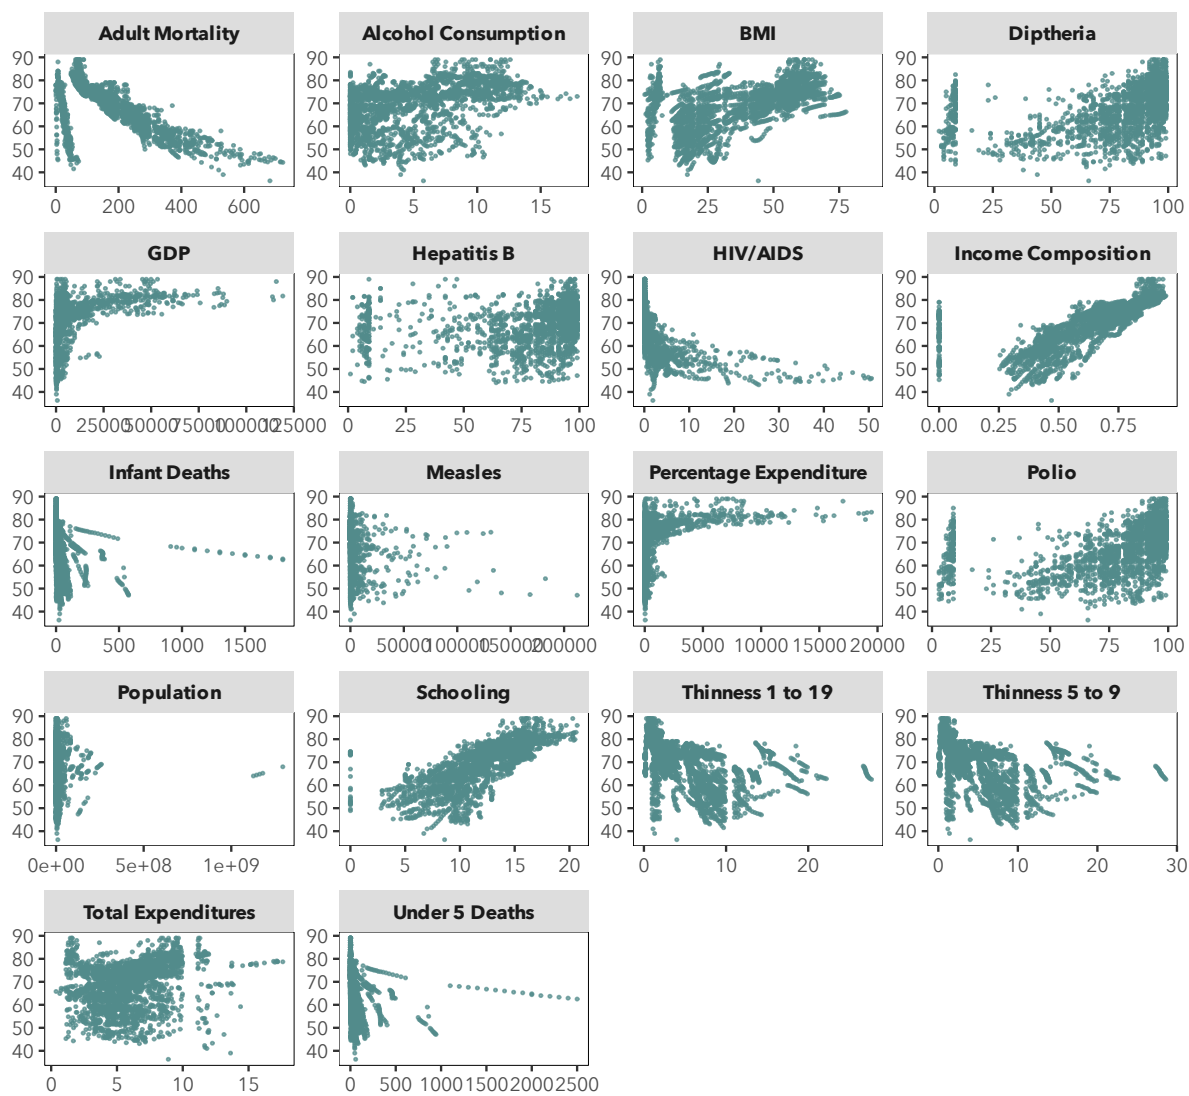 Adult Mortality
Alcohol Consumption
BMI
Diptheria
90 80 70 60 50 40
90 80 70 60 50 40
90 80 70 60 50 40
90 80 70 60 50 40
0 200 400 600
0 5 10 15
0 25 50 75
0 25 50 75 100
GDP
Hepatitis B
HIV/AIDS
Income Composition
90 80 70 60 50 40
90 80 70 60 50 40
90 80 70 60 50 40
90 80 70 60 50 40
0 25000 50000 75000 100000 125000
0 25 50 75 100
0 10 20 30 40 50
0.00 0.25 0.50 0.75
Infant Deaths
Measles
Percentage Expenditure
Polio
90 80 70 60 50 40
90 80 70 60 50 40
90 80 70 60 50 40
90 80 70 60 50 40
0 500 1000 1500
0 50000 100000 150000 200000
0 5000 10000 15000 20000
0 25 50 75 100
Population
Schooling
Thinness 1 to 19
Thinness 5 to 9
90 80 70 60 50 40
90 80 70 60 50 40
90 80 70 60 50 40
90 80 70 60 50 40
0e+00 5e+08 1e+09
0 5 10 15 20
0 10 20
0 10 20 30
Total Expenditures
Under 5 Deaths
90 80 70 60 50 40
90 80 70 60 50 40
0 5 10 15
0 500 1000 1500 2000 2500